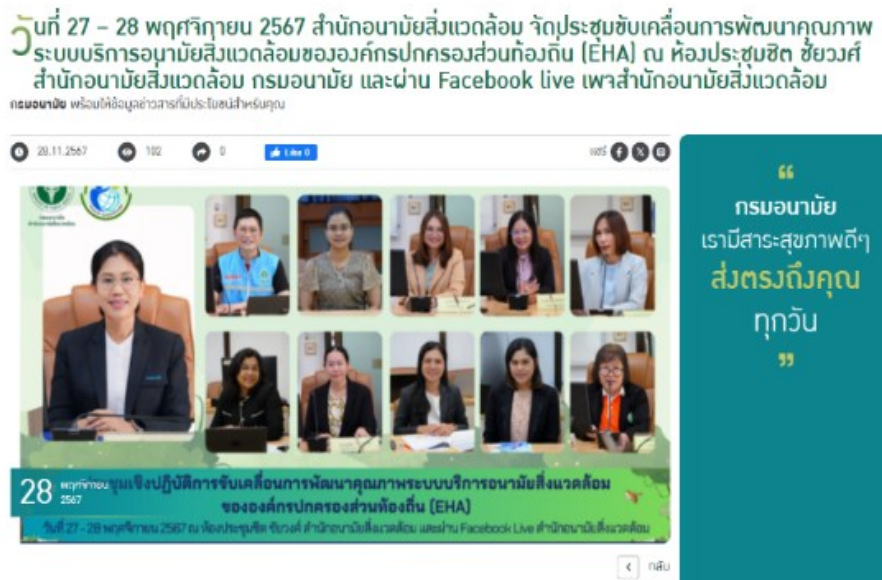 วันที่ 27 – 28 พฤศจิกายน 2567 สำนักอนามัยสิ่งแวดล้อม จัดประชุมขับเคลื่อนการพัฒนาคุณภาพ
ระบบบริการอนามัยสิ่งแวดล้อมขององค์กรปกครองส่วนท้องถิ่น (EHA) ณ ห้องประชุมชิต ชัยวงศ์
สำนักอนามัยสิ่งแวดล้อม กรมอนามัย และผ่าน Facebook live เพจสำนักอนามัยสิ่งแวดล้อม
กรมอนามัย พร้อมให้ข้อมูลข่าวสารที่มีประโยชน์สำหรับคุณ
28.11.2567 102 0 Like 0 แชร์
“
กรมอนามัย
เรามีสาระสุขภาพดีๆ
ส่งตรงถึงคุณ
ทุกวัน
”
28 พฤศจิกายน
2567
ชุมเชิงปฏิบัติการขับเคลื่อนการพัฒนาคุณภาพระบบบริการอนามัยสิ่งแวดล้อม
ขององค์กรปกครองส่วนท้องถิ่น (EHA)
วันที่ 27 - 28 พฤศจิกายน 2567 ณ ห้องประชุมชิต ชัยวงศ์ สำนักอนามัยสิ่งแวดล้อม และผ่าน Facebook Live สำนักอนามัยสิ่งแวดล้อม
กลับ